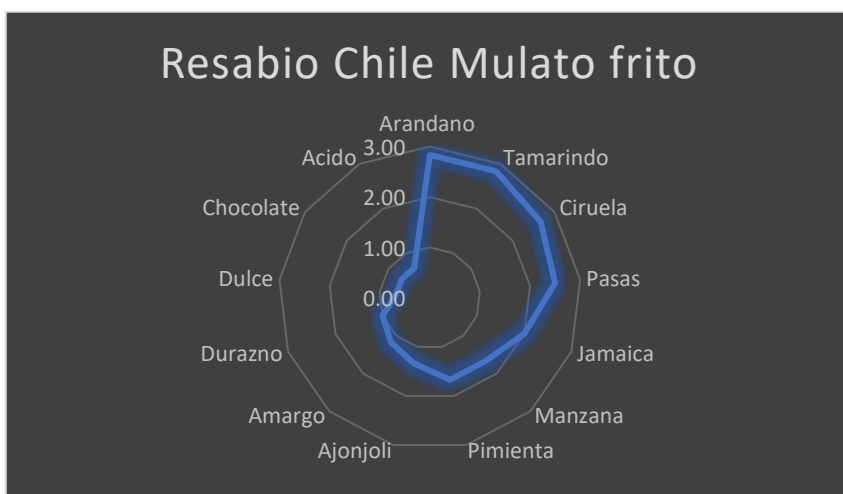 Resabio Chile Mulato frito
Arandano
Tamarindo
Ciruela
Pasas
Jamaica
Manzana
Pimienta
Ajonjoli
Amargo
Durazno
Dulce
Chocolate
Acido
3.00
2.00
1.00
0.00